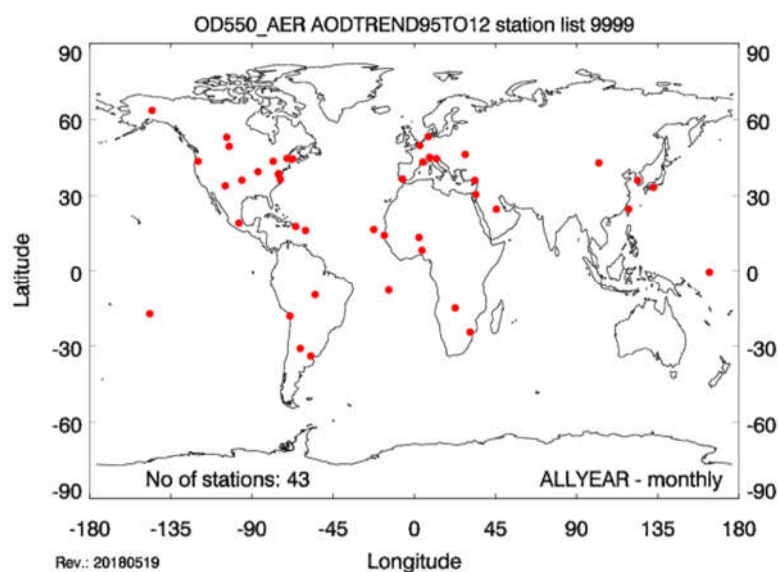 OD550_AER AODTREND95TO12 station list 9999
90 90
60 60
30 30
0 0
-30 -30
-60 -60
-90 -90
Latitude
Latitude
No of stations: 43 ALLYEAR - monthly
-180 -135 -90 -45 0 45 90 135 180
Rev.: 20180519 Longitude